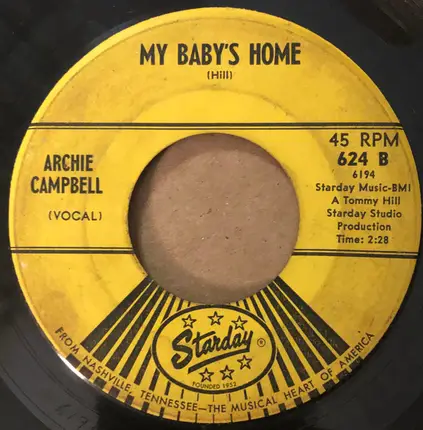 MY BABY'S HOME
(Hill)
ARCHIE
CAMPBELL
(VOCAL)
45 RPM
624 B
6194
Starday Music-BMI
A Tommy Hill
Starday Studio
Production
Time: 2:28
Starday ®
FOUNDED 1952
FROM NASHVILLE, TENNESSEE—THE MUSICAL HEART OF AMERICA